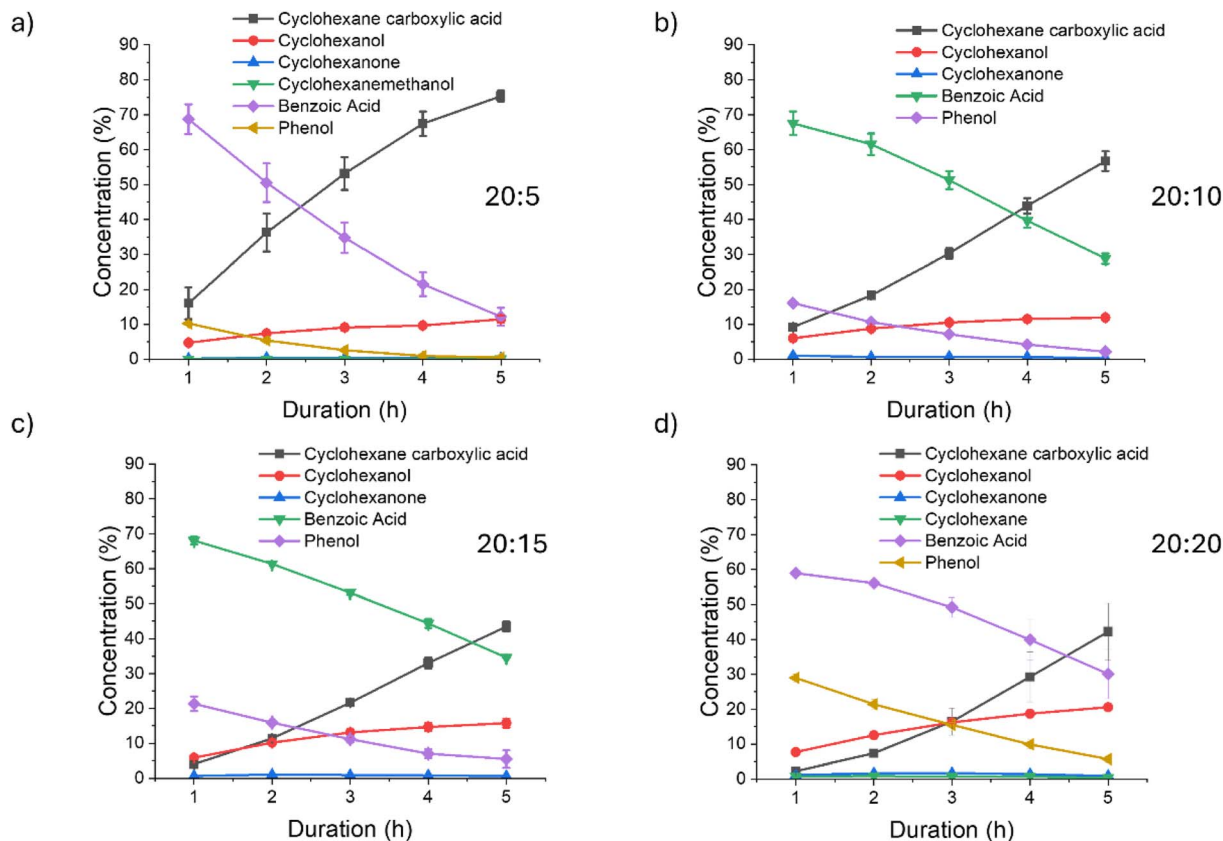 a)
Cyclohexane carboxylic acid
Cyclohexanol
Cyclohexanone
Cyclohexanemethanol
Benzoic Acid
Phenol
20:5
Concentration (%)
90
80
70
60
50
40
30
20
10
0
1 2 3 4 5
Duration (h)
b)
Cyclohexane carboxylic acid
Cyclohexanol
Cyclohexanone
Benzoic Acid
Phenol
20:10
Concentration (%)
90
80
70
60
50
40
30
20
10
0
1 2 3 4 5
Duration (h)
c)
Cyclohexane carboxylic acid
Cyclohexanol
Cyclohexanone
Benzoic Acid
Phenol
20:15
Concentration (%)
90
80
70
60
50
40
30
20
10
0
1 2 3 4 5
Duration (h)
d)
Cyclohexane carboxylic acid
Cyclohexanol
Cyclohexanone
Cyclohexane
Benzoic Acid
Phenol
20:20
Concentration (%)
90
80
70
60
50
40
30
20
10
0
1 2 3 4 5
Duration (h)